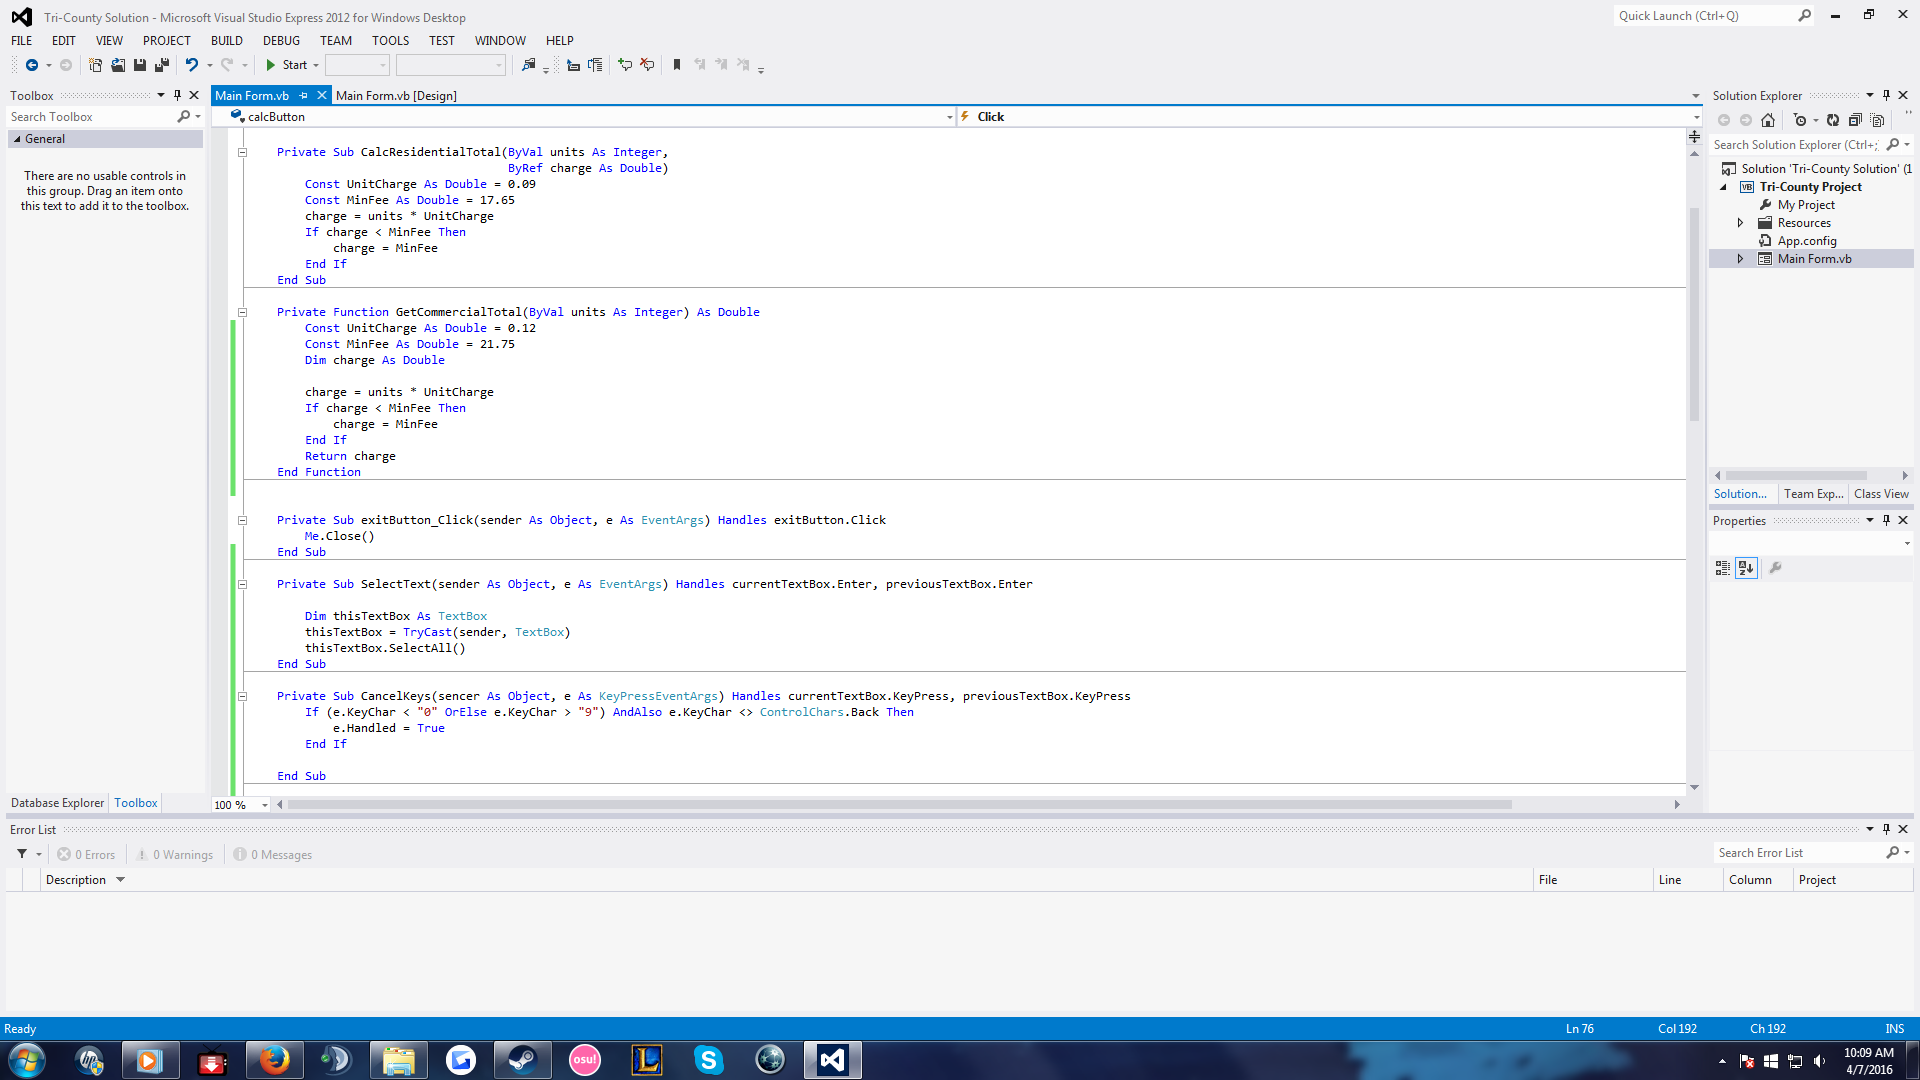 Tri-County Solution - Microsoft Visual Studio Express 2012 for Windows Desktop
Quick Launch (Ctrl+Q)
FILE EDIT VIEW PROJECT BUILD DEBUG TEAM TOOLS TEST WINDOW HELP
Start
Toolbox
Search Toolbox
General
There are no usable controls in
this group. Drag an item onto
this text to add it to the toolbox.
Database Explorer Toolbox
Main Form.vb Main Form.vb [Design]
calcButton Click
Private Sub CalcResidentialTotal(ByVal units As Integer,
ByRef charge As Double)
Const UnitCharge As Double = 0.09
Const MinFee As Double = 17.65
charge = units * UnitCharge
If charge < MinFee Then
charge = MinFee
End If
End Sub
Private Function GetCommercialTotal(ByVal units As Integer) As Double
Const UnitCharge As Double = 0.12
Const MinFee As Double = 21.75
Dim charge As Double
charge = units * UnitCharge
If charge < MinFee Then
charge = MinFee
End If
Return charge
End Function
Private Sub exitButton_Click(sender As Object, e As EventArgs) Handles exitButton.Click
Me.Close()
End Sub
Private Sub SelectText(sender As Object, e As EventArgs) Handles currentTextBox.Enter, previousTextBox.Enter
Dim thisTextBox As TextBox
thisTextBox = TryCast(sender, TextBox)
thisTextBox.SelectAll()
End Sub
Private Sub CancelKeys(sencer As Object, e As KeyPressEventArgs) Handles currentTextBox.KeyPress, previousTextBox.KeyPress
If (e.KeyChar < "0" OrElse e.KeyChar > "9") AndAlso e.KeyChar <> ControlChars.Back Then
e.Handled = True
End If
End Sub
100 %
Solution Explorer
Search Solution Explorer (Ctrl+;
Solution 'Tri-County Solution' (1
VB Tri-County Project
My Project
Resources
App.config
Main Form.vb
Solution... Team Exp... Class View
Properties
Error List
0 Errors 0 Warnings 0 Messages
Search Error List
Description File Line Column Project
Ready Ln 76 Col 192 Ch 192 INS
hp osu! L S
10:09 AM
4/7/2016